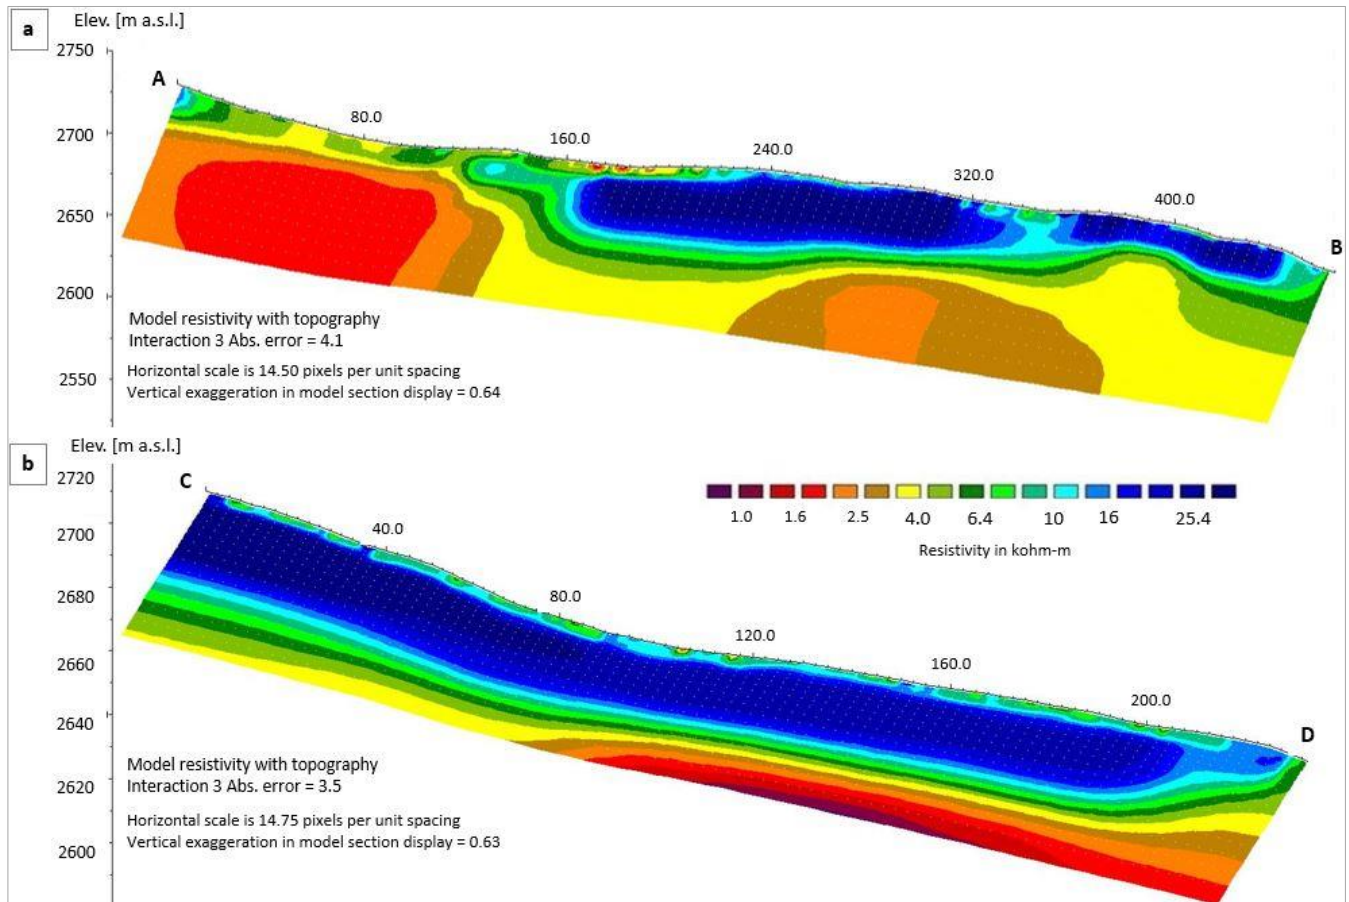 a
Elev. [m a.s.l.]
2750
A
80.0
2700
160.0
240.0
320.0
400.0
2650
B
2600
Model resistivity with topography
Interaction 3 Abs. error = 4.1
Horizontal scale is 14.50 pixels per unit spacing
2550
Vertical exaggeration in model section display = 0.64
b
Elev. [m a.s.l.]
2720
C
40.0
1.0 1.6 2.5 4.0 6.4 10 16 25.4
Resistivity in kohm-m
2700
2680
80.0
120.0
2660
160.0
200.0
2640
D
Model resistivity with topography
Interaction 3 Abs. error = 3.5
2620
Horizontal scale is 14.75 pixels per unit spacing
Vertical exaggeration in model section display = 0.63
2600